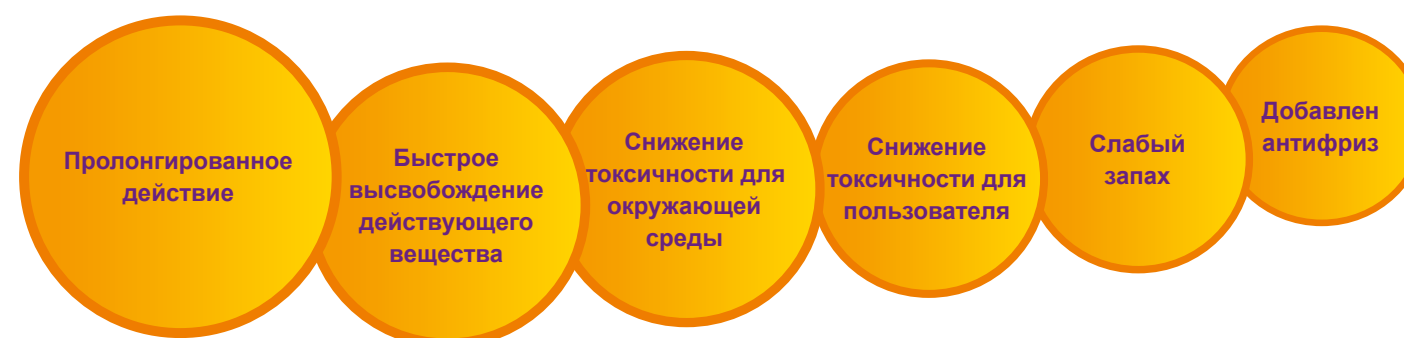 Пролонгированное
действие
Быстрое
высвобождение
действующего
вещества
Снижение
токсичности для
окружающей
среды
Снижение
токсичности для
пользователя
Слабый
запах
Добавлен
антифриз